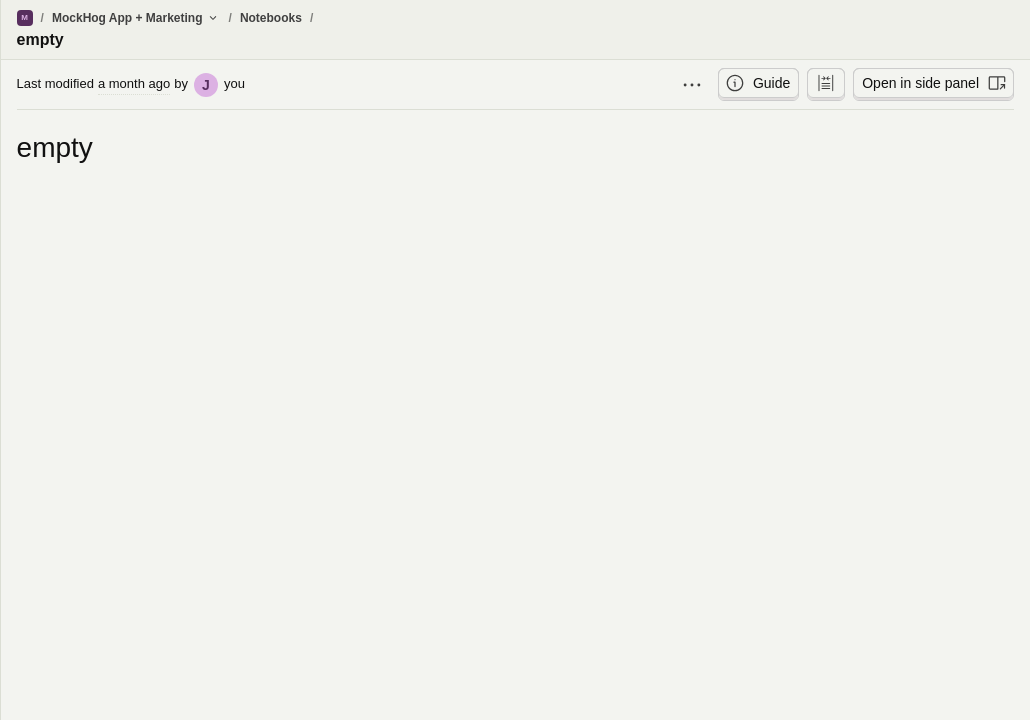 M / MockHog App + Marketing / Notebooks /
empty
Last modified a month ago by J you ... Guide Open in side panel
empty